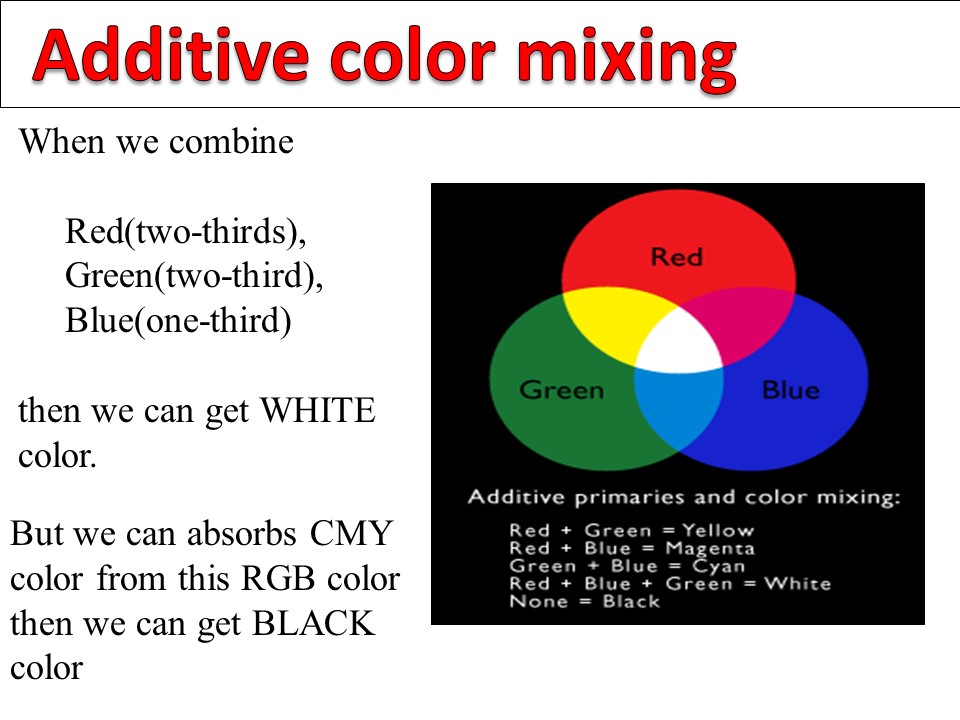 Additive color mixing
When we combine
Red(two-thirds),
Green(two-third),
Blue(one-third)
then we can get WHITE
color.
But we can absorbs CMY
color from this RGB color
then we can get BLACK
color
Red
Green
Blue
Additive primaries and color mixing:
Red + Green = Yellow
Red + Blue = Magenta
Green + Blue = Cyan
Red + Blue + Green = White
None = Black